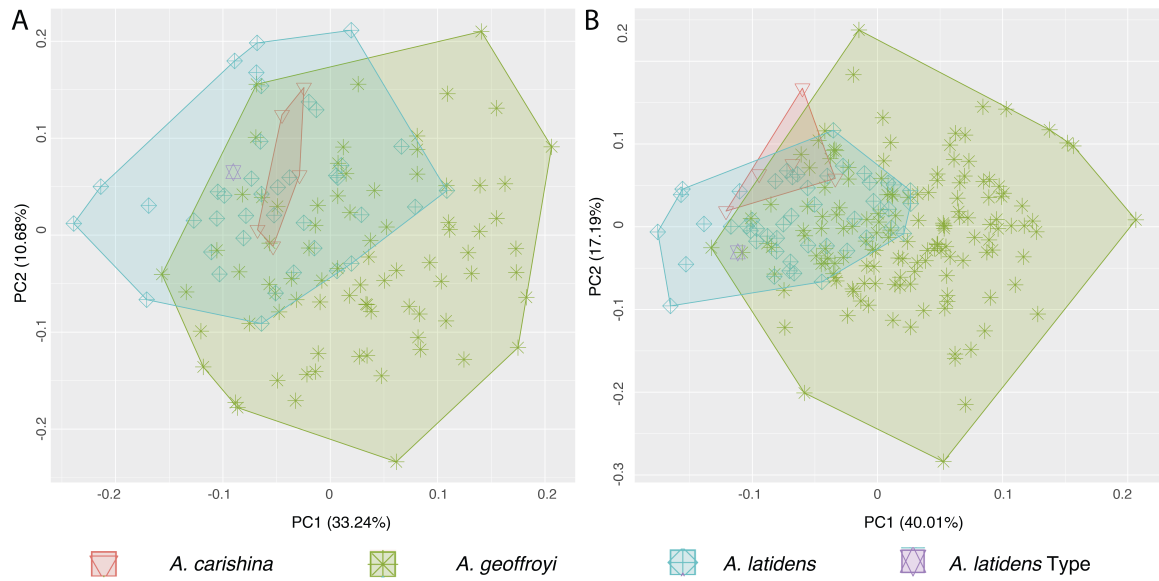 A
B
0.2
0.1
0
-0.1
-0.2
PC2 (10.68%)
-0.2
-0.1
0
0.1
0.2
PC1 (33.24%)
0.2
0.1
0
-0.1
-0.2
-0.3
PC2 (17.19%)
-0.1
0
0.1
0.2
PC1 (40.01%)
A. carishina
A. geoffroyi
A. latidens
A. latidens Type